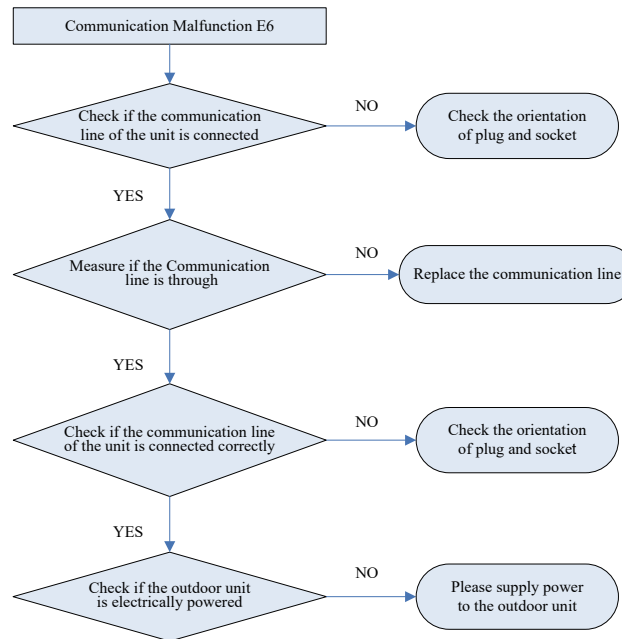 Communication Malfunction E6
Check if the communication
line of the unit is connected
NO
Check the orientation
of plug and socket
YES
Measure if the Communication
line is through
NO
Replace the communication line
YES
Check if the communication line
of the unit is connected correctly
NO
Check the orientation
of plug and socket
YES
Check if the outdoor unit
is electrically powered
NO
Please supply power
to the outdoor unit